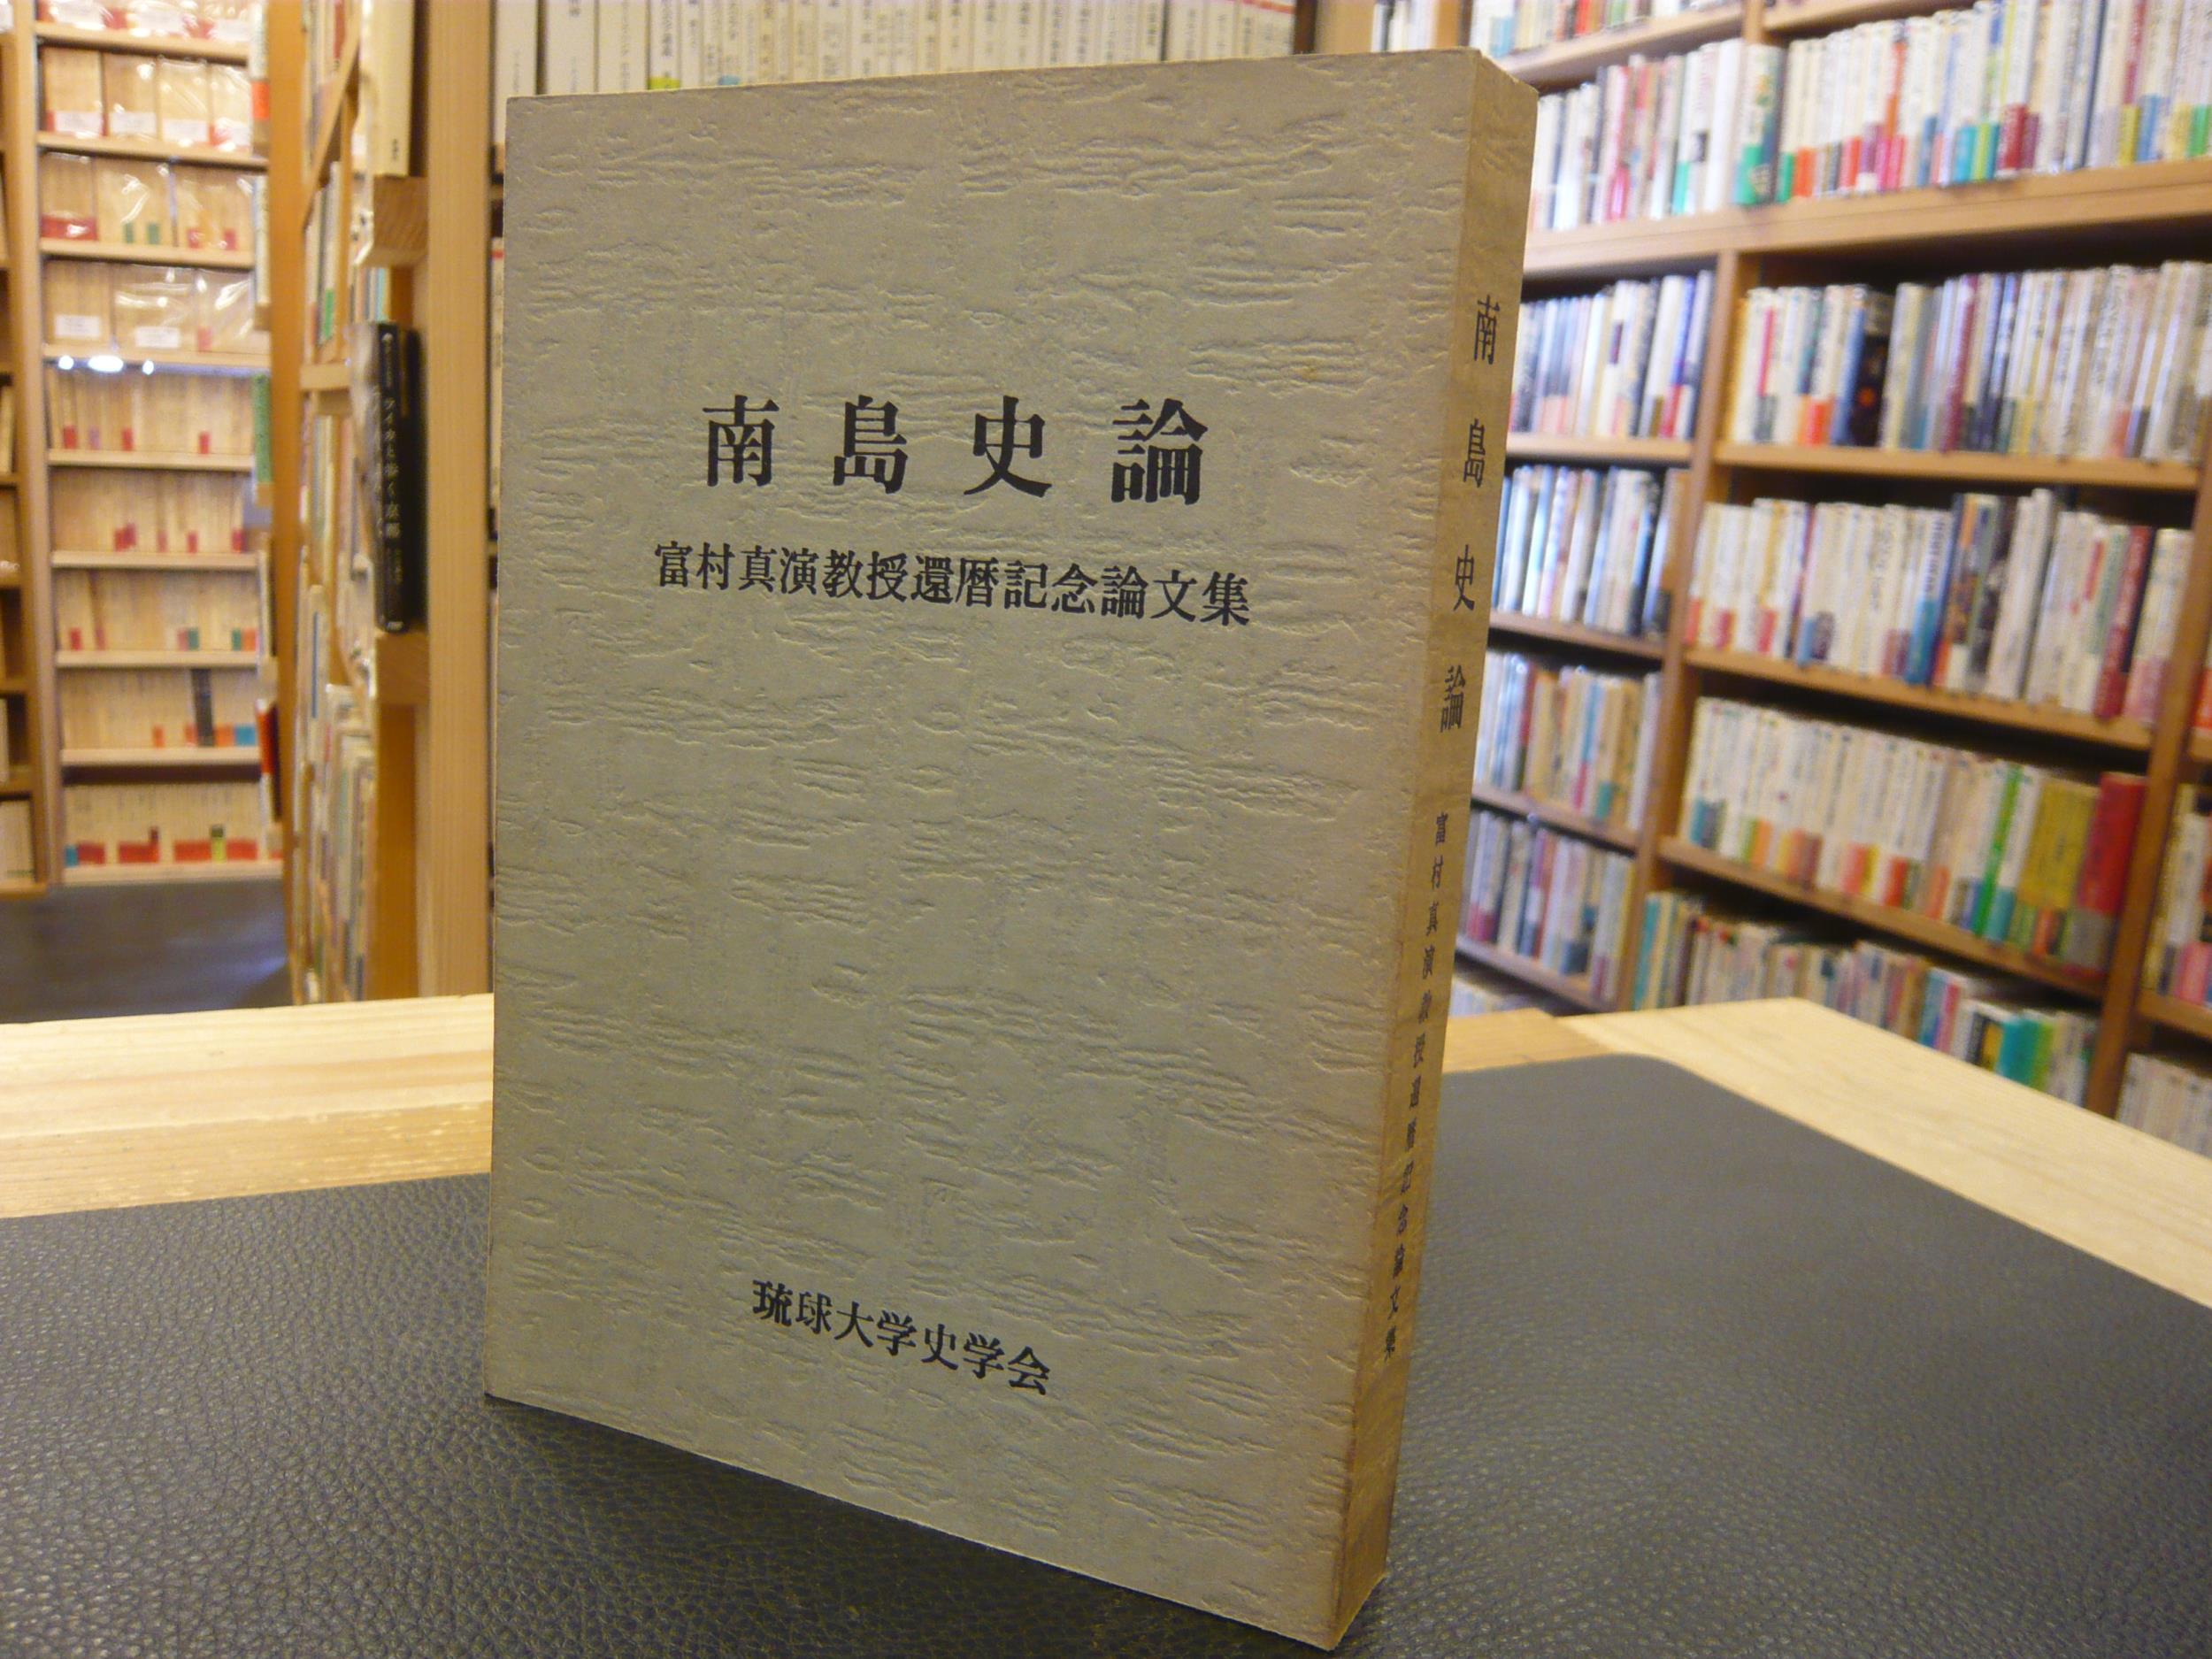 南島史論
富村真演教授還暦記念論文集
琉球大学史学会
南島史論 富村真演教授還暦記念論文集